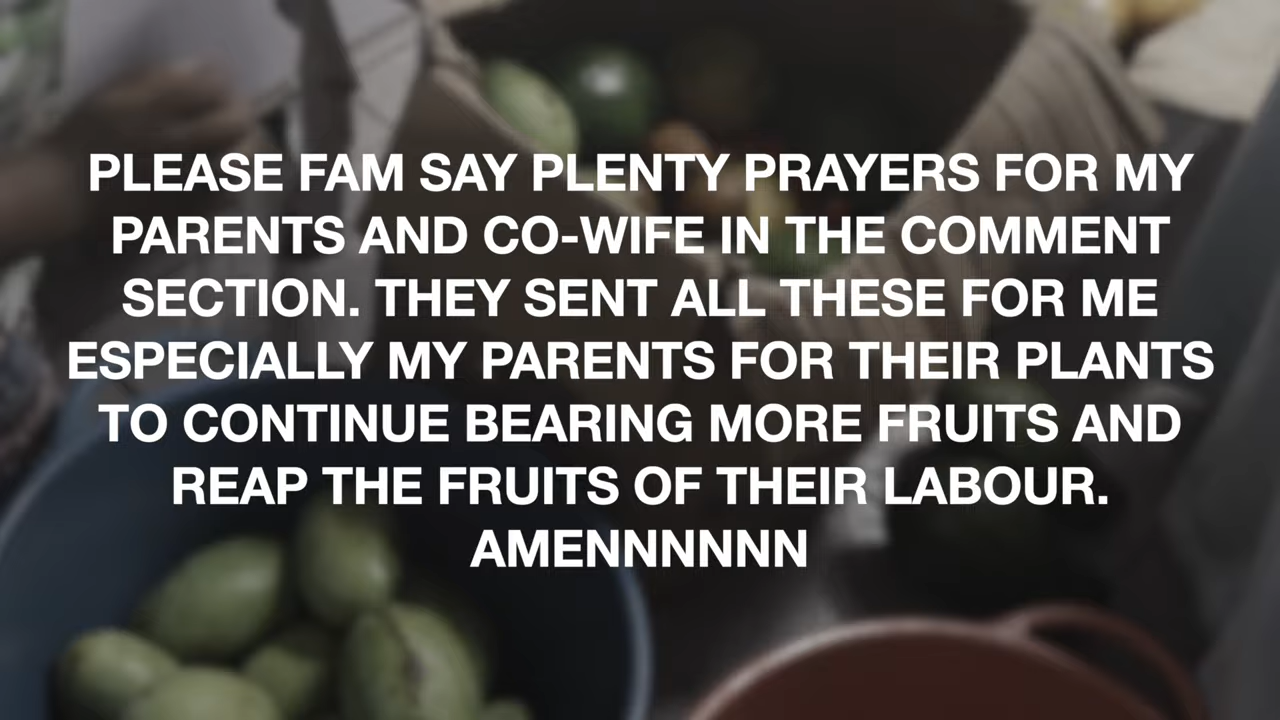 PLEASE FAM SAY PLENTY PRAYERS FOR MY
PARENTS AND CO-WIFE IN THE COMMENT
SECTION. THEY SENT ALL THESE FOR ME
ESPECIALLY MY PARENTS FOR THEIR PLANTS
TO CONTINUE BEARING MORE FRUITS AND
REAP THE FRUITS OF THEIR LABOUR.
AMENNNNNN